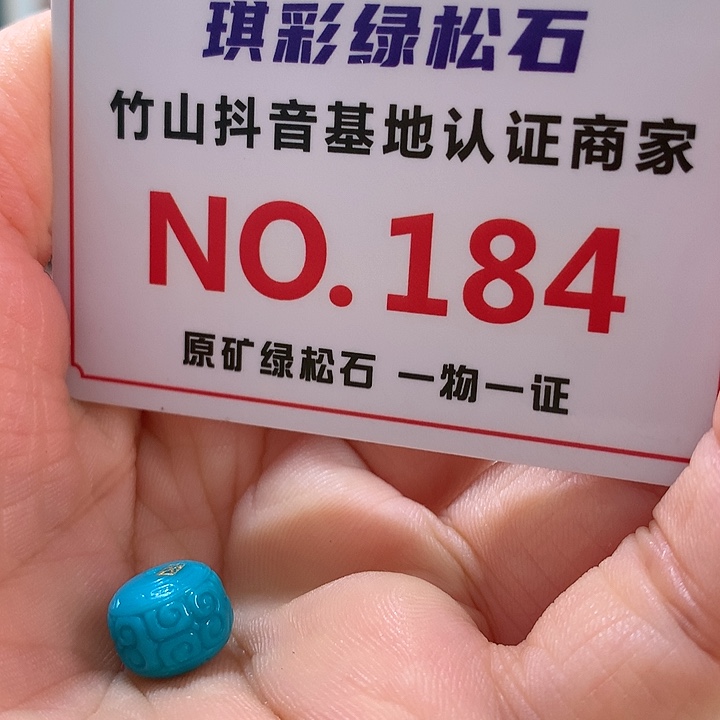 琪彩绿松石
竹山抖音基地认证商家
NO.184
原矿绿松石 一物一证